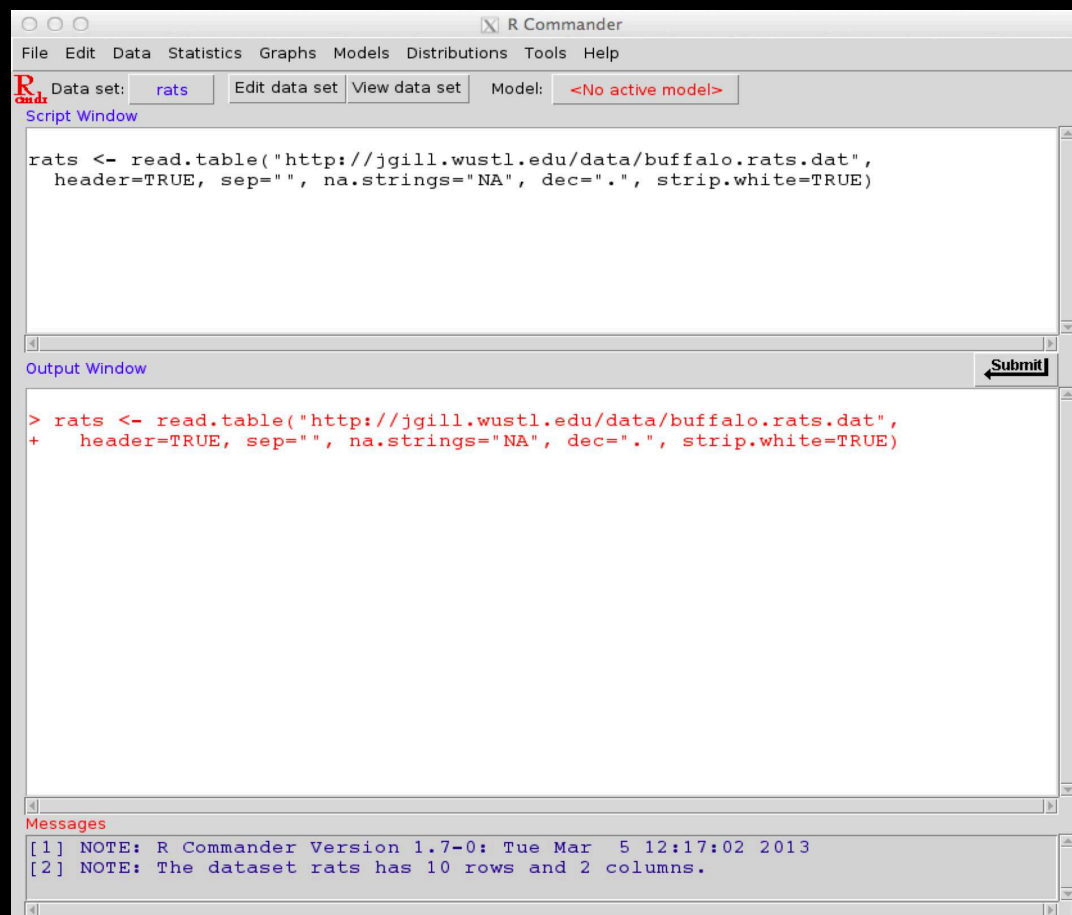 R Commander
File Edit Data Statistics Graphs Models Distributions Tools Help
R cmdr Data set: rats Edit data set View data set Model: <No active model>
Script Window
rats <- read.table("http://jgill.wustl.edu/data/buffalo.rats.dat",
  header=TRUE, sep="", na.strings="NA", dec=".", strip.white=TRUE)
Output Window Submit
> rats <- read.table("http://jgill.wustl.edu/data/buffalo.rats.dat",
+   header=TRUE, sep="", na.strings="NA", dec=".", strip.white=TRUE)
Messages
[1] NOTE: R Commander Version 1.7-0: Tue Mar  5 12:17:02 2013
[2] NOTE: The dataset rats has 10 rows and 2 columns.